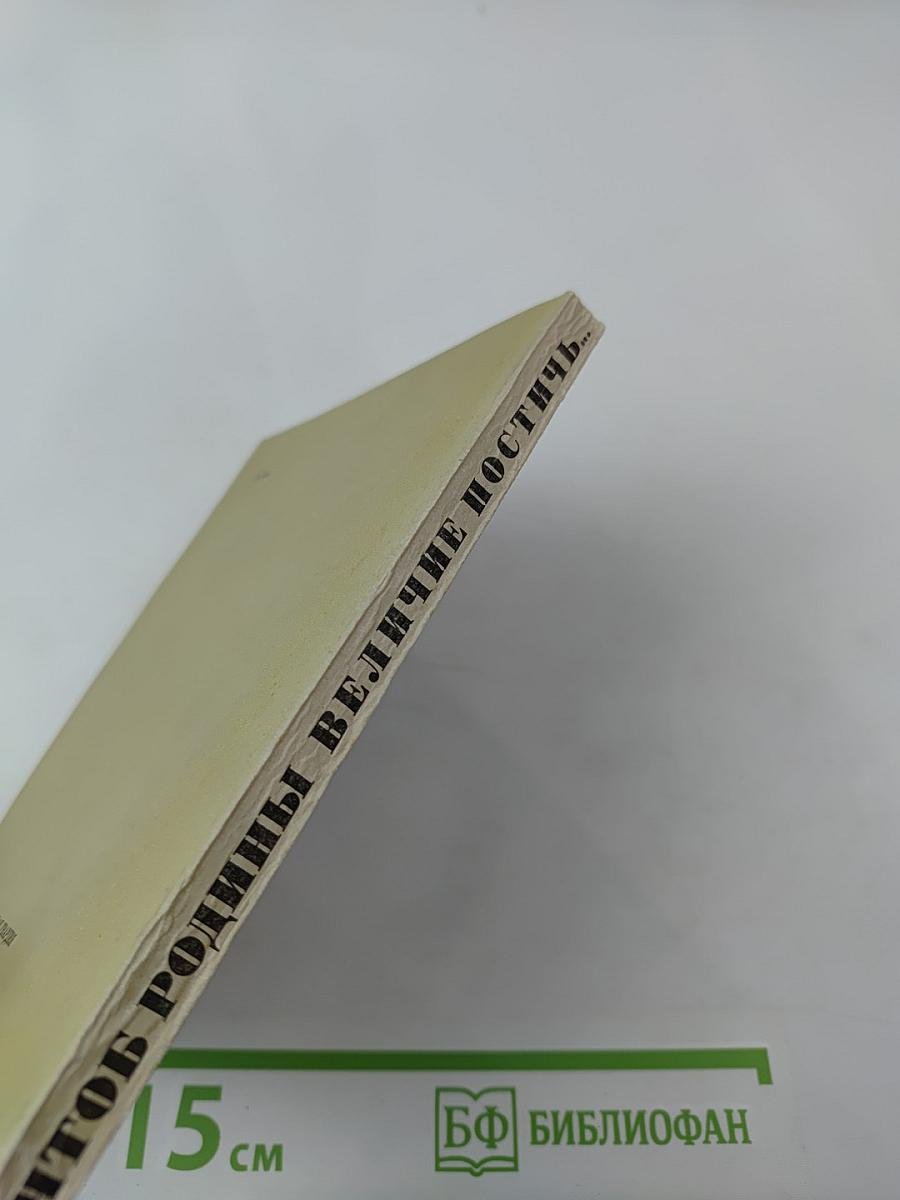 ЧТОБ РОДИНЫ ВЕЛИЧИЕ ПОСТИЧЬ...
15 см
БФ БИБЛИОФАН